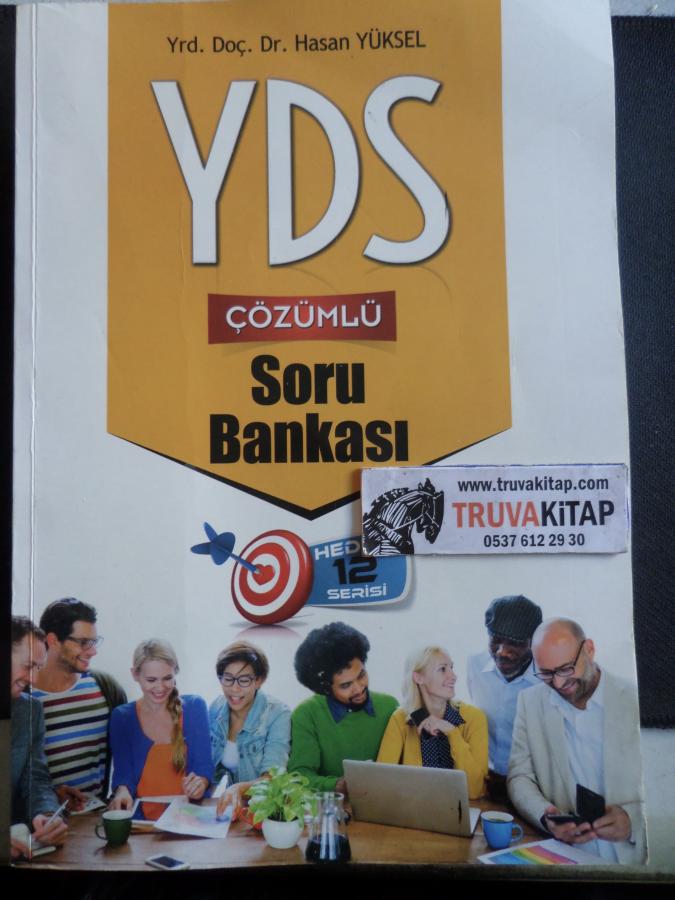 Yrd. Doç. Dr. Hasan YÜKSEL
YDS
ÇÖZÜMLÜ
Soru
Bankası
www.truvakitap.com
TRUVAKİTAP
0537 612 29 30
12
SERİSİ